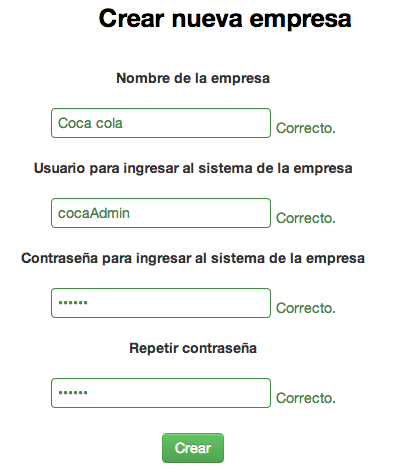 Crear nueva empresa
Nombre de la empresa
Coca cola Correcto.
Usuario para ingresar al sistema de la empresa
cocaAdmin Correcto.
Contraseña para ingresar al sistema de la empresa
•••••• Correcto.
Repetir contraseña
•••••• Correcto.
Crear